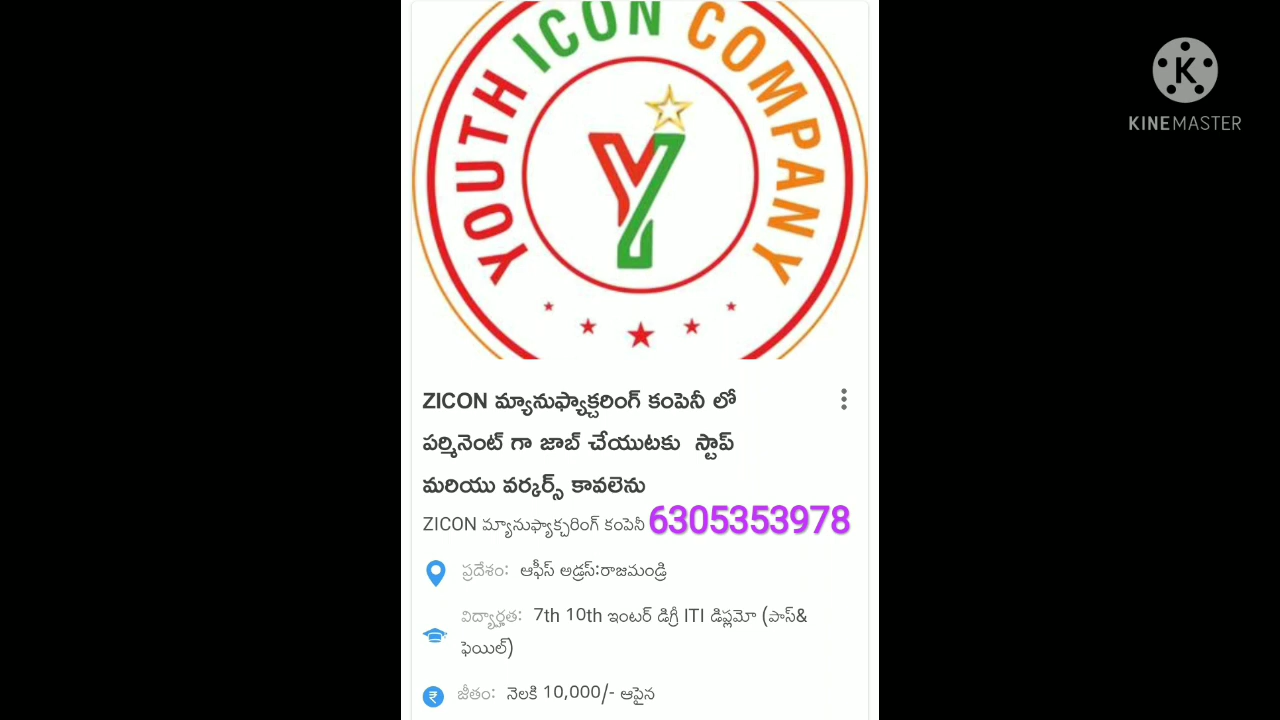 YOUTH ICON COMPANY
KINEMASTER
ZICON మ్యానుఫ్యాక్చరింగ్ కంపెనీ లో
పర్మినెంట్ గా జాబ్ చేయుటకు స్టాప్
మరియు వర్కర్స్ కావలెను
ZICON మ్యానుఫ్యాక్చరింగ్ కంపెనీ 6305353978
ప్రదేశం: ఆఫీస్ అడ్రస్:రాజమండ్రి
విద్యార్హత: 7th 10th ఇంటర్ డిగ్రీ ITI డిప్లమో (పాస్&
ఫెయిల్)
జీతం: నెలకి 10,000/- ఆపైన